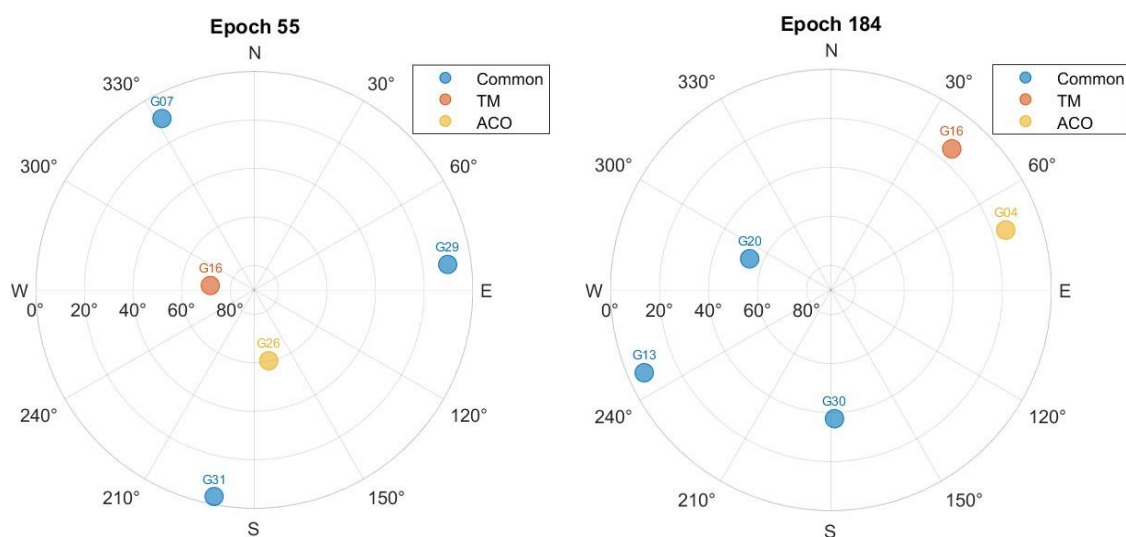 Epoch 55
N
330°
30°
300°
60°
W
E
0°
20°
40°
60°
80°
240°
120°
210°
150°
S
G07
G29
G16
G26
G31
Common
TM
ACO
Epoch 184
N
330°
30°
300°
60°
W
E
0°
20°
40°
60°
80°
240°
120°
210°
150°
S
G16
G04
G20
G13
G30
Common
TM
ACO